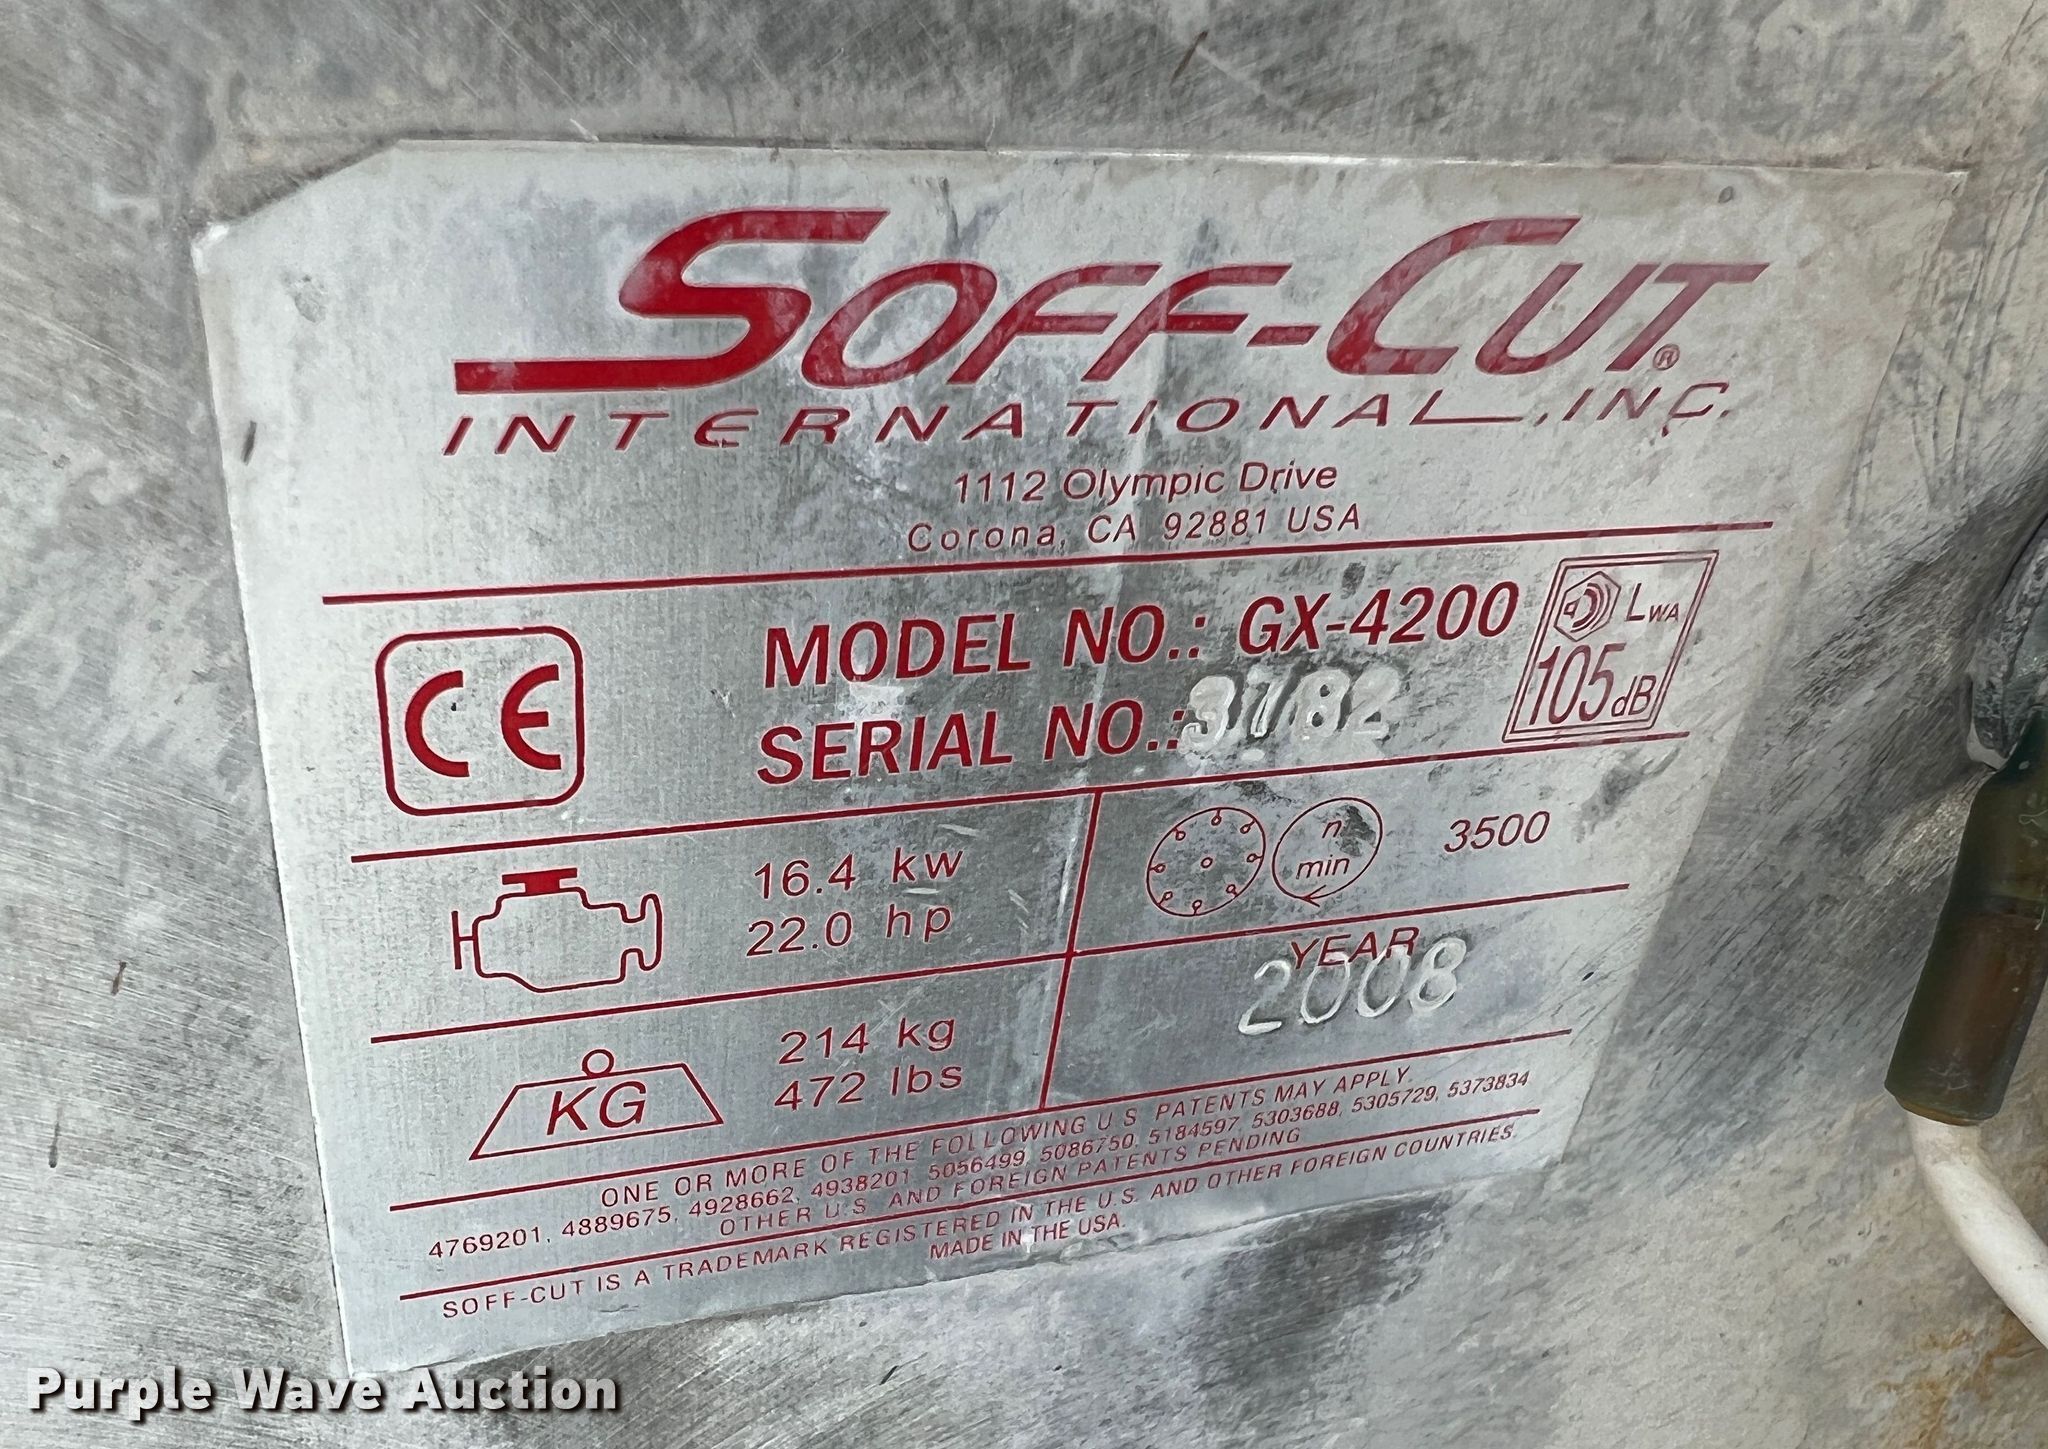 SOFF-CUT®
INTERNATIONAL, INC.
1112 Olympic Drive
Corona, CA 92881 USA
CE
MODEL NO.: GX-4200
SERIAL NO.: 3782
LWA
105dB
16.4 kw
22.0 hp
n
min
3500
YEAR
2008
KG
214 kg
472 lbs
ONE OR MORE OF THE FOLLOWING U S PATENTS MAY APPLY.
4769201, 4889675, 4928662, 4938201, 5056499, 5086750, 5184597, 5303688, 5305729, 5373834
OTHER U.S. AND FOREIGN PATENTS PENDING
SOFF-CUT IS A TRADEMARK REGISTERED IN THE U.S. AND OTHER FOREIGN COUNTRIES.
MADE IN THE USA.
Purple Wave Auction